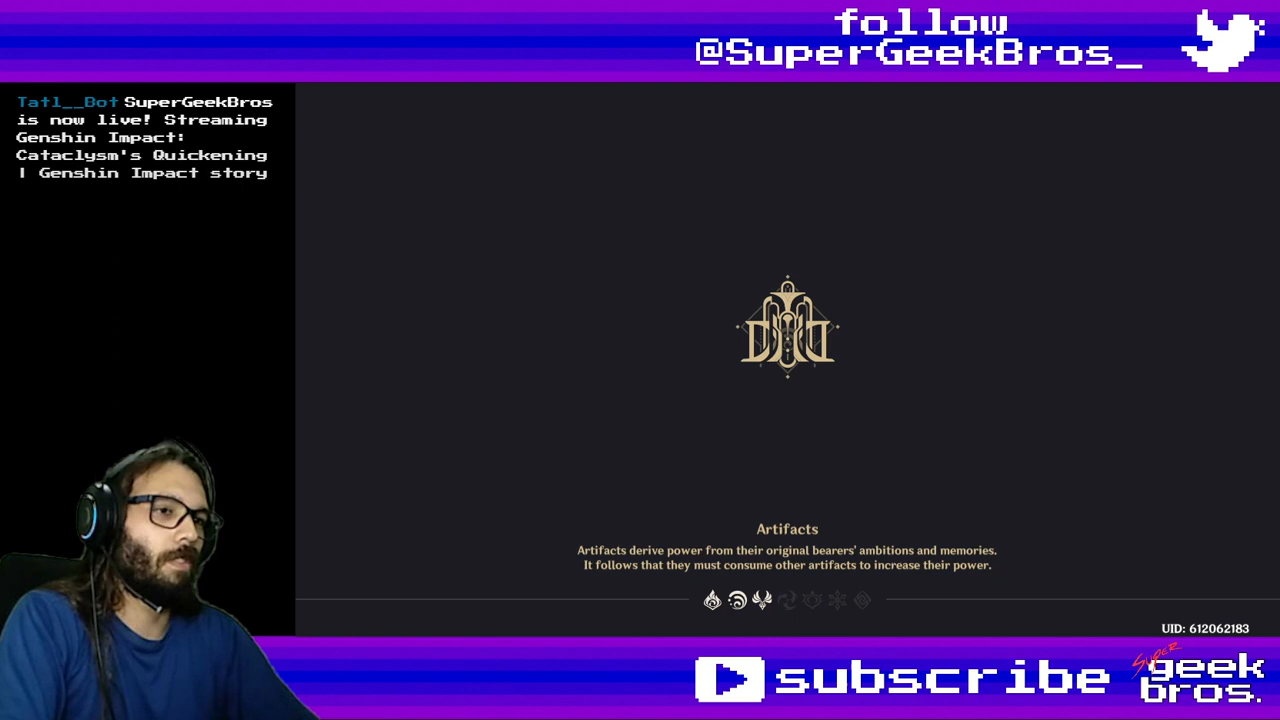 follow
@SuperGeekBros_
Tatl__Bot SuperGeekBros
is now live! Streaming
Genshin Impact:
Cataclysm's Quickening
| Genshin Impact story
Artifacts
Artifacts derive power from their original bearers' ambitions and memories.
It follows that they must consume other artifacts to increase their power.
UID: 612062183
subscribe
SUPER
geek
bros.